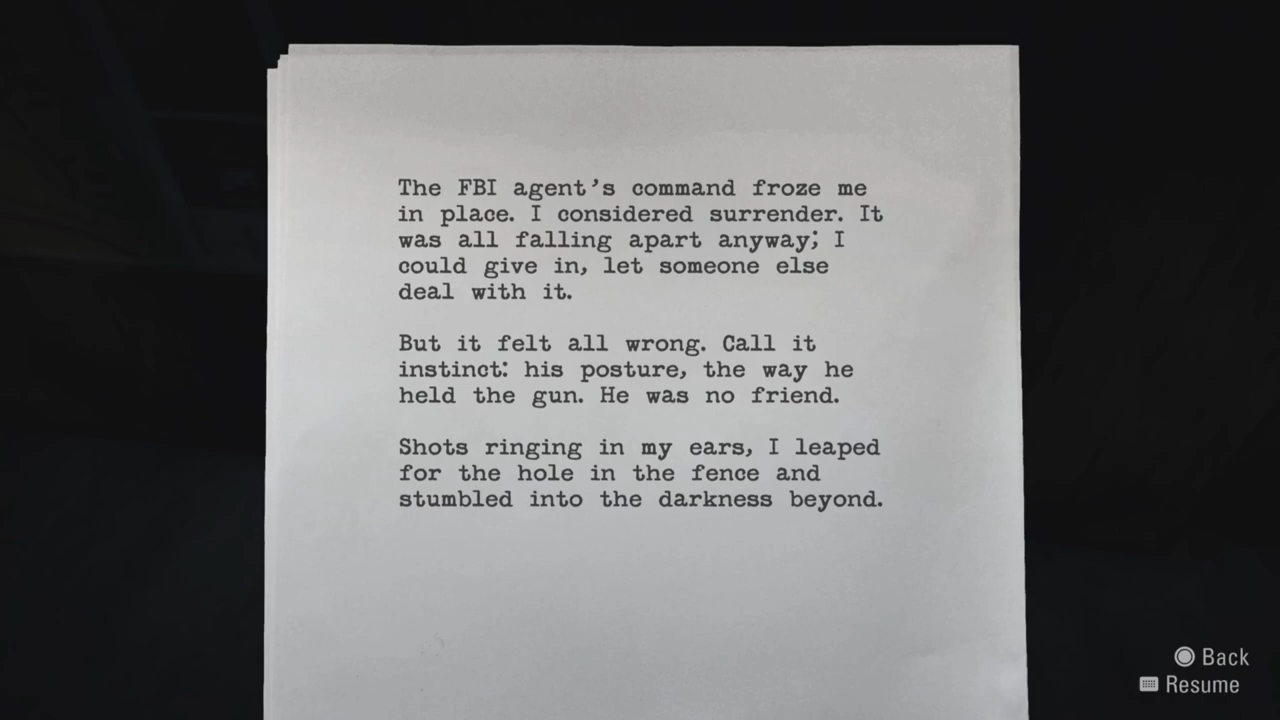 The FBI agent’s command froze me
in place. I considered surrender. It
was all falling apart anyway; I
could give in, let someone else
deal with it.
But it felt all wrong. Call it
instinct: his posture, the way he
held the gun. He was no friend.
Shots ringing in my ears, I leaped
for the hole in the fence and
stumbled into the darkness beyond.
Back
Resume